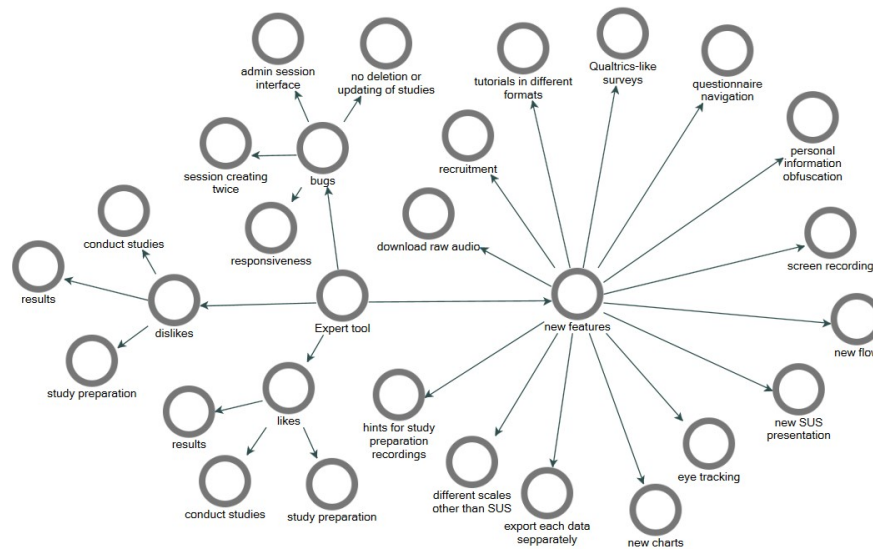 admin session
interface
no deletion or
updating of studies
tutorials in different
formats
Qualtrics-like
surveys
questionnaire
navigation
personal
information
obfuscation
session creating
twice
bugs
recruitment
conduct studies
responsiveness
download raw audio
screen recording
results
dislikes
Expert tool
new features
new flow
study preparation
likes
results
hints for study
preparation
recordings
new SUS
presentation
conduct studies
study preparation
different scales
other than SUS
eye tracking
export each data
sepparately
new charts